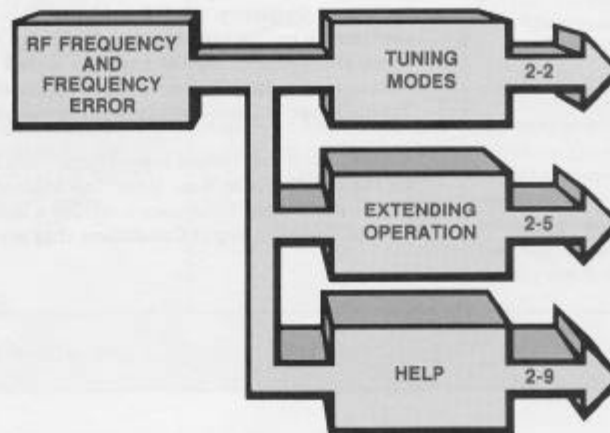 RF FREQUENCY
AND
FREQUENCY
ERROR
TUNING
MODES
2-2
EXTENDING
OPERATION
2-5
HELP
2-9